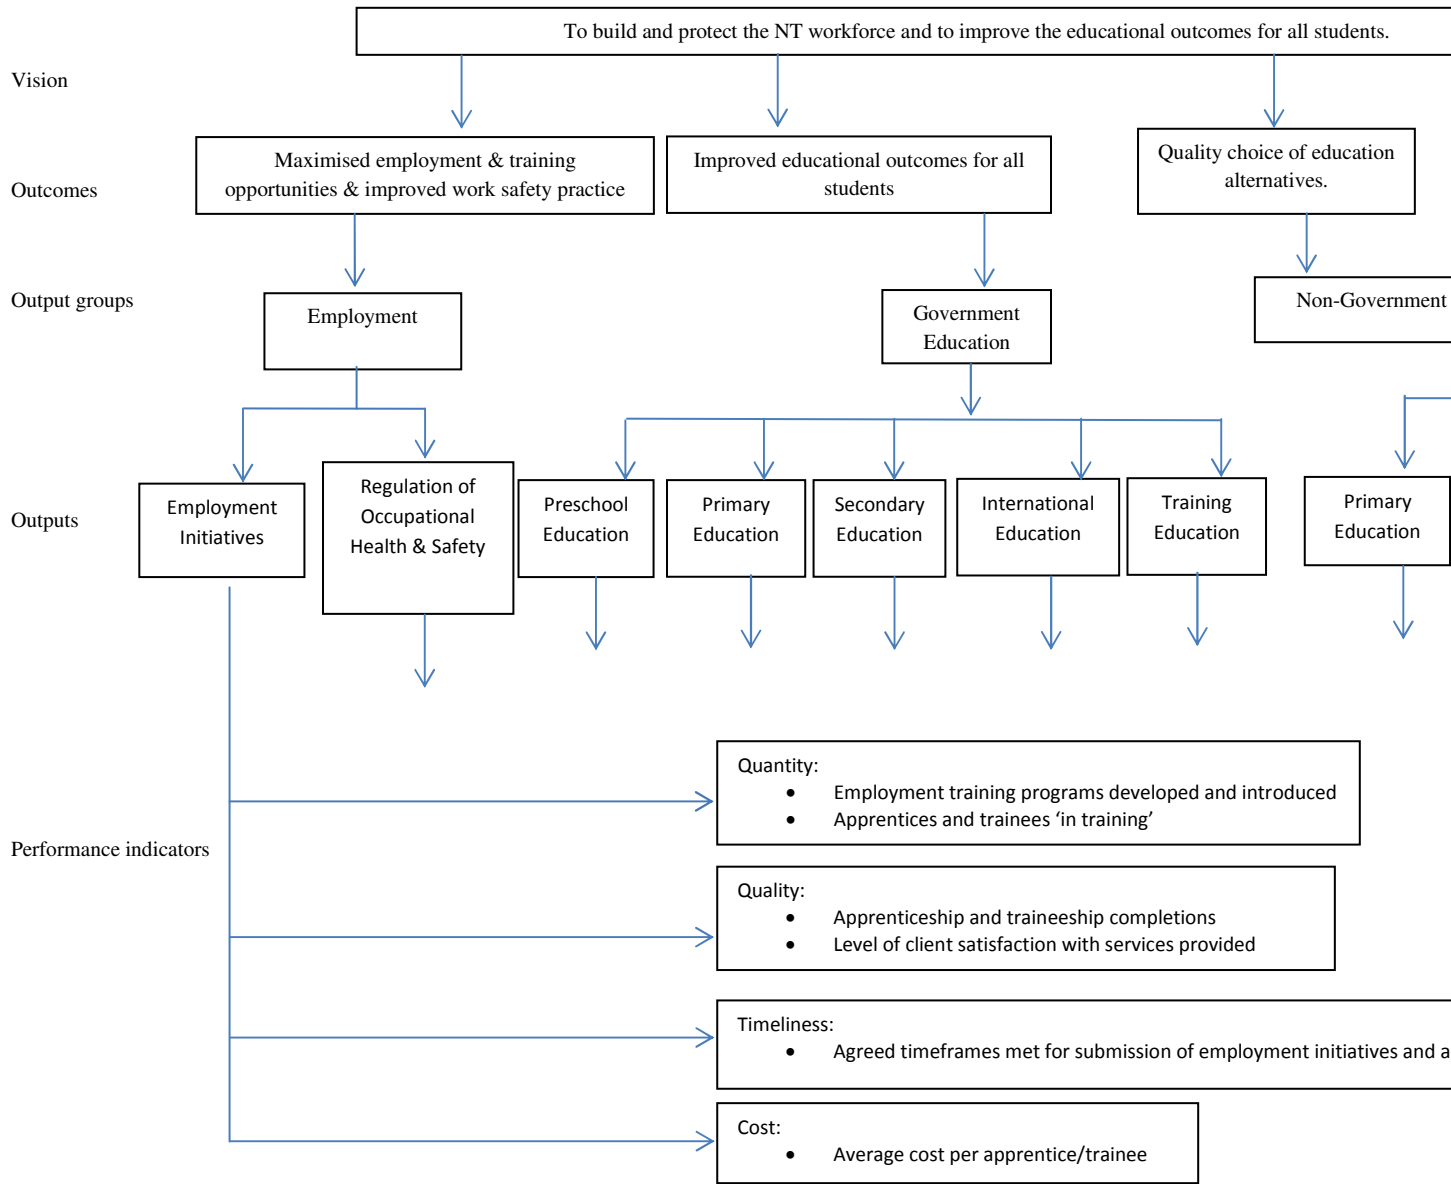 To build and protect the NT workforce and to improve the educational outcomes for all students.
Vision
Maximised employment & training
opportunities & improved work safety practice
Improved educational outcomes for all
students
Quality choice of education
alternatives.
Outcomes
Output groups
Employment
Government
Education
Non-Government
Outputs
Employment
Initiatives
Regulation of
Occupational
Health & Safety
Preschool
Education
Primary
Education
Secondary
Education
International
Education
Training
Education
Primary
Education
Performance indicators
Quantity:
• Employment training programs developed and introduced
• Apprentices and trainees ‘in training’
Quality:
• Apprenticeship and traineeship completions
• Level of client satisfaction with services provided
Timeliness:
• Agreed timeframes met for submission of employment initiatives and a
Cost:
• Average cost per apprentice/trainee